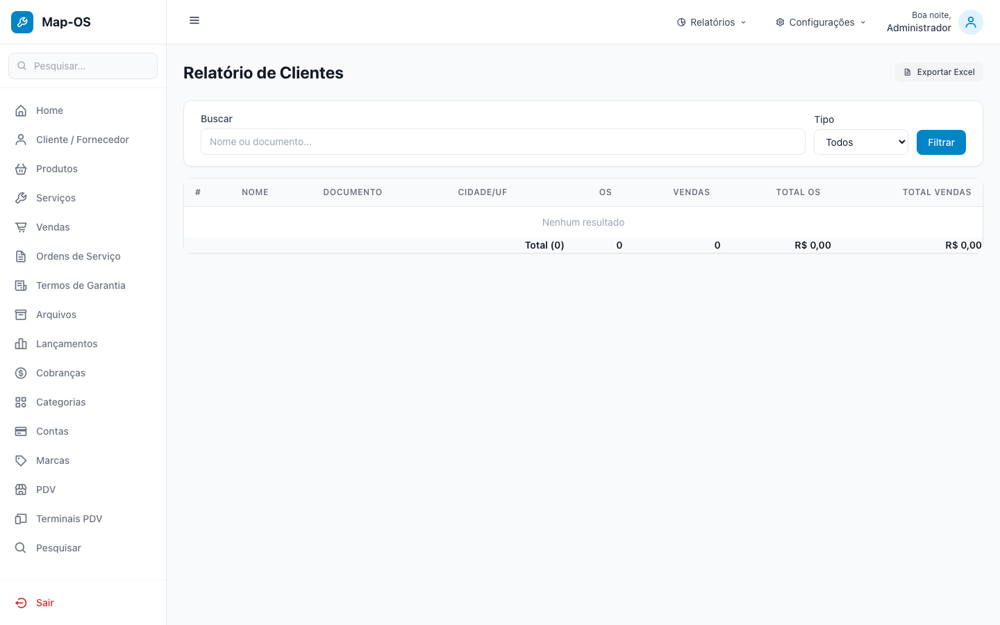 Map-OS
Relatórios
Configurações
Boa noite,
Administrador
Pesquisar...
Home
Cliente / Fornecedor
Produtos
Serviços
Vendas
Ordens de Serviço
Termos de Garantia
Arquivos
Lançamentos
Cobranças
Categorias
Contas
Marcas
PDV
Terminais PDV
Pesquisar
Sair
Relatório de Clientes
Exportar Excel
Buscar
Nome ou documento...
Tipo
Todos
Filtrar
# NOME DOCUMENTO CIDADE/UF OS VENDAS TOTAL OS TOTAL VENDAS
Nenhum resultado
Total (0) 0 0 R$ 0,00 R$ 0,00